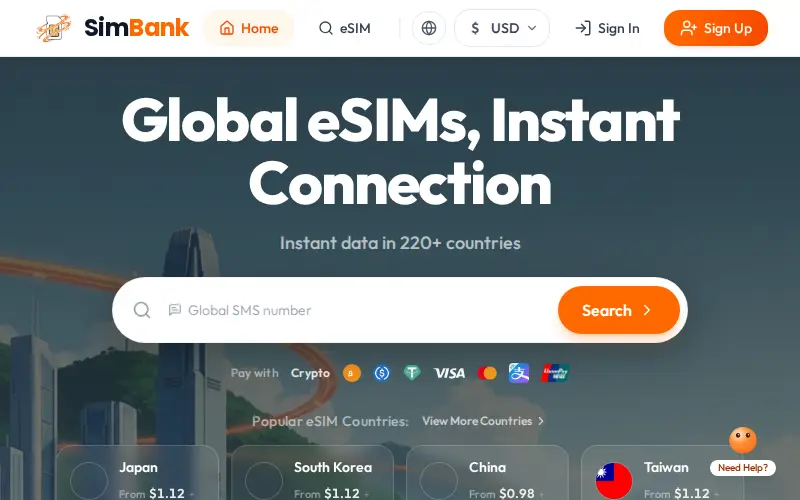 SimBank
Home
eSIM
$ USD
Sign In
Sign Up
Global eSIMs, Instant
Connection
Instant data in 220+ countries
Global SMS number
Search
Pay with Crypto VISA
Popular eSIM Countries: View More Countries
Japan
From $1.12 +
South Korea
From $1.12 +
China
From $0.98 +
Taiwan
From $1.12 +
Need Help?